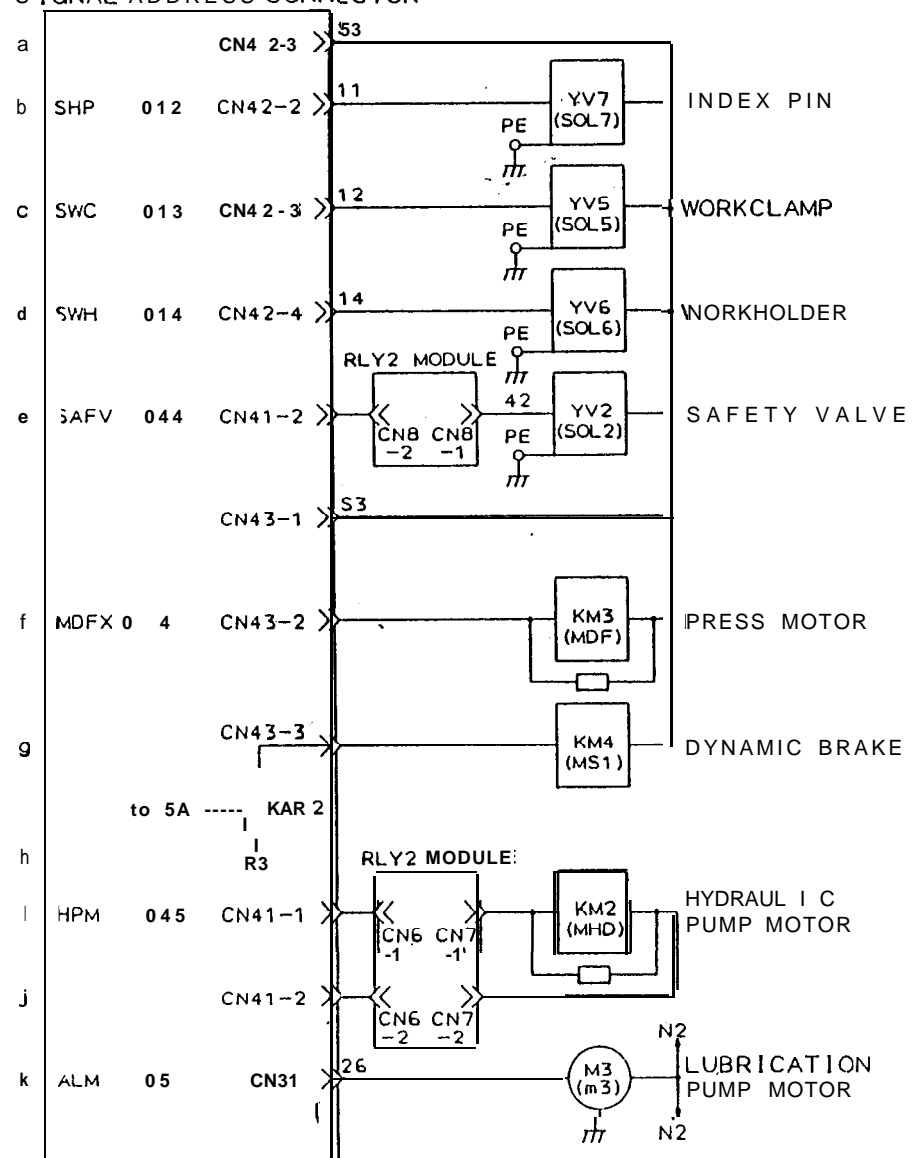 SIGNAL ADDRESS CONNECTOR
a CN4 2-3 53
b SHP 012 CN42-2 11 YV7 (SOL7) INDEX PIN
PE
c SWC 013 CN42-3 12 YV5 (SOL5) WORKCLAMP
PE
d SWH 014 CN42-4 14 YV6 (SOL6) WORKHOLDER
PE
RLY2 MODULE
e SAFV 044 CN41-2 42 YV2 (SOL2) SAFETY VALVE
CN8 -2 CN8 -1
PE
CN43-1 S3
f MDFX 0 4 CN43-2 KM3 (MDF) PRESS MOTOR
g CN43-3 KM4 (MS1) DYNAMIC BRAKE
to 5A ----- KAR 2
R3
h RLY2 MODULE
HPM 045 CN41-1 KM2 (MHD) HYDRAUL I C PUMP MOTOR
CN6 -1 CN7 -1
j CN41-2
CN6 -2 CN7 -2
N2
k ALM 05 CN31 26 M3 (m3) LUBRICATION PUMP MOTOR
N2